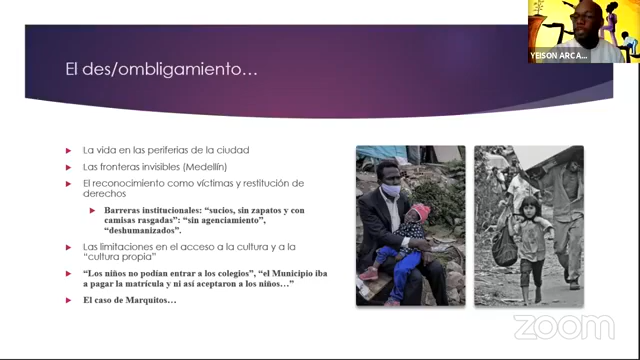 YEISON ARCA...
El des/ombligamiento...
La vida en las periferias de la ciudad
Las fronteras invisibles (Medellín)
El reconocimiento como víctimas y restitución de
derechos
Barreras institucionales: “sucios, sin zapatos y con
camisas rasgadas”: “sin agenciamiento”,
“deshumanizados”.
Las limitaciones en el acceso a la cultura y a la
“cultura propia”
“Los niños no podían entrar a los colegios”, “el Municipio iba
a pagar la matrícula y ni así aceptaron a los niños…”
El caso de Marquitos…
zoom